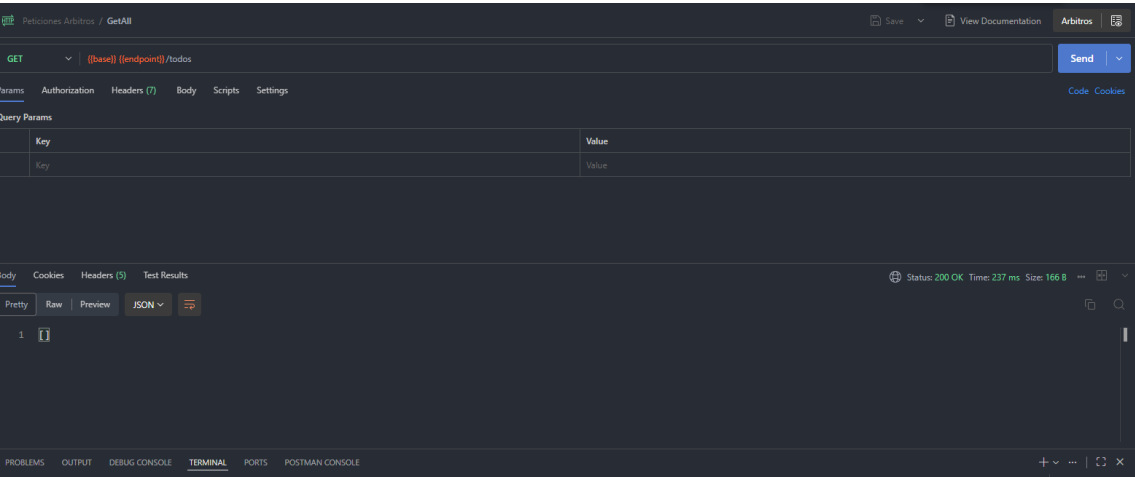 HTTP Peticiones Arbitros / GetAll Save View Documentation Arbitros
GET {{base}} {{endpoint}} /todos Send
Params Authorization Headers (7) Body Scripts Settings Code Cookies
Query Params
Key Value
Key Value
Body Cookies Headers (5) Test Results Status: 200 OK Time: 237 ms Size: 166 B
Pretty Raw Preview JSON
1 []
PROBLEMS OUTPUT DEBUG CONSOLE TERMINAL PORTS POSTMAN CONSOLE